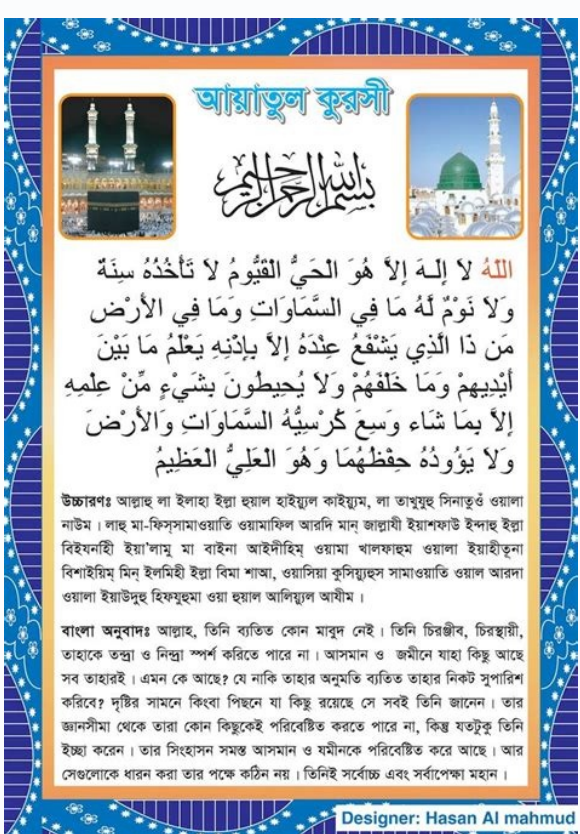 আয়াতুল কুরসী
بسم الله الرحمن الرحيم
اللّهُ لاَ إِلَـهَ إِلاَّ هُوَ الْحَيُّ الْقَيُّومُ لاَ تَأْخُذُهُ سِنَةٌ
وَلاَ نَوْمٌ لَّهُ مَا فِي السَّمَاوَاتِ وَمَا فِي الأَرْضِ
مَن ذَا الَّذِي يَشْفَعُ عِنْدَهُ إِلاَّ بِإِذْنِهِ يَعْلَمُ مَا بَيْنَ
أَيْدِيهِمْ وَمَا خَلْفَهُمْ وَلاَ يُحِيطُونَ بِشَيْءٍ مِّنْ عِلْمِهِ
إِلاَّ بِمَا شَاء وَسِعَ كُرْسِيُّهُ السَّمَاوَاتِ وَالأَرْضَ
وَلاَ يَؤُودُهُ حِفْظُهُمَا وَهُوَ الْعَلِيُّ الْعَظِيمُ
উচ্চারণঃ আল্লাহু লা ইলাহা ইল্লা হুয়াল হাইয়্যুল কাইয়্যুম, লা তাখুযুহু সিনাতুওঁ ওয়ালা
নাউম । লাহু মা-ফিস্সামাওয়াতি ওয়ামাফিল আরদি মান্ জাল্লাযী ইয়াশফাউ ইন্দাহু ইল্লা
বিইযনিহী ইয়া'লামু মা বাইনা আইদীহিম্ ওয়ামা খালফাহুম ওয়ালা ইয়াহীতূনা
বিশাইয়িম্ মিন্ ইলমিহী ইল্লা বিমা শাআ, ওয়াসিয়া কুসিয়্যুহুস সামাওয়াতি ওয়াল আরদা
ওয়ালা ইয়াউদুহু হিফযুহুমা ওয়া হুয়াল আলিয়্যুল আযীম ।
বাংলা অনুবাদঃ আল্লাহ, তিনি ব্যতিত কোন মাবুদ নেই । তিনি চিরঞ্জীব, চিরস্থায়ী,
তাহাকে তন্দ্রা ও নিন্দ্রা স্পর্শ করিতে পারে না । আসমান ও জমীনে যাহা কিছু আছে
সব তাহারই । এমন কে আছে? যে নাকি তাহার অনুমতি ব্যতিত তাহার নিকট সুপারিশ
করিবে? দৃষ্টির সামনে কিংবা পিছনে যা কিছু রয়েছে সে সবই তিনি জানেন । তার
জ্ঞানসীমা থেকে তারা কোন কিছুকেই পরিবেষ্টিত করতে পারে না, কিন্তু যতটুকু তিনি
ইচ্ছা করেন । তার সিংহাসন সমস্ত আসমান ও যমীনকে পরিবেষ্টিত করে আছে । আর
সেগুলোকে ধারন করা তার পক্ষে কঠিন নয় । তিনিই সর্বোচ্চ এবং সর্বাপেক্ষা মহান ।
Designer: Hasan Al mahmud